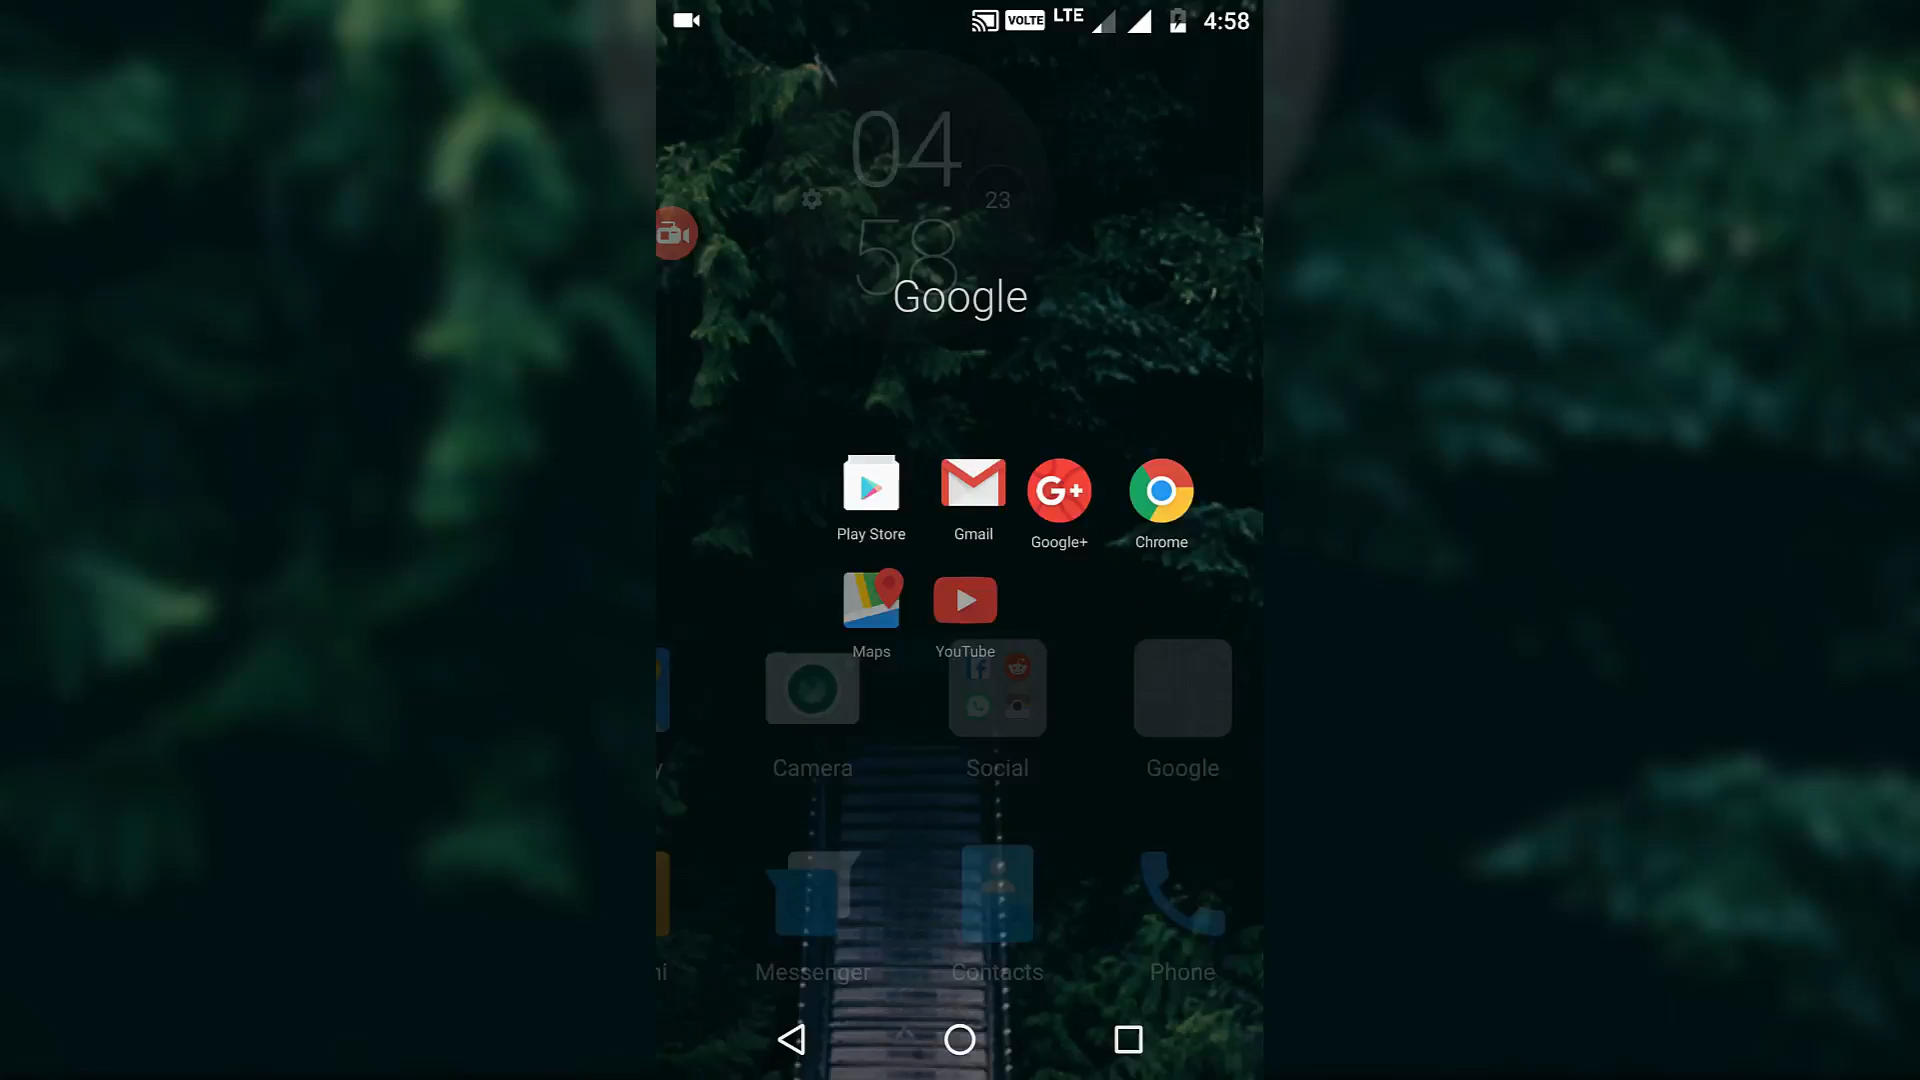 VOLTE LTE 4:58
04
23
58
Google
G+
Play Store Gmail Google+ Chrome
Maps YouTube
y Camera Social Google
ni Messenger Contacts Phone